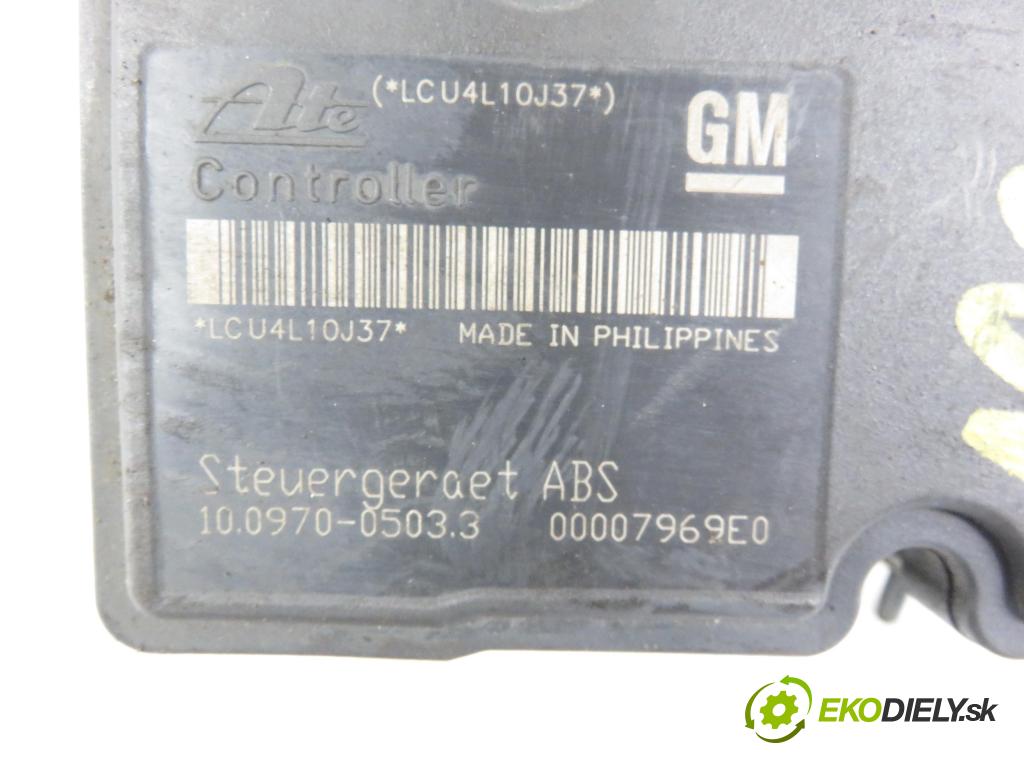 Ate (*LCU4L10J37*)
GM
Controller
*LCU4L10J37* MADE IN PHILIPPINES
Steuergeraet ABS
10.0970-0503.3 00007969E0
EKODIELY.sk